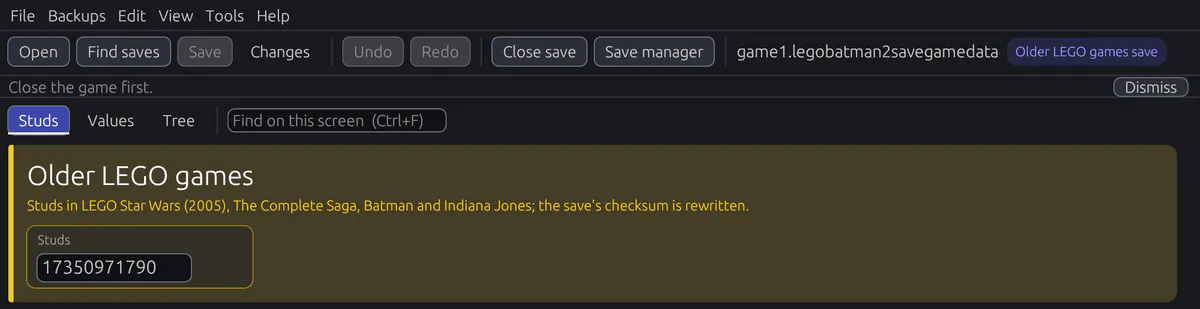 File Backups Edit View Tools Help
Open Find saves Save Changes Undo Redo Close save Save manager game1.legobatman2savegamedata Older LEGO games save
Close the game first. Dismiss
Studs Values Tree Find on this screen (Ctrl+F)
Older LEGO games
Studs in LEGO Star Wars (2005), The Complete Saga, Batman and Indiana Jones; the save's checksum is rewritten.
Studs
17350971790